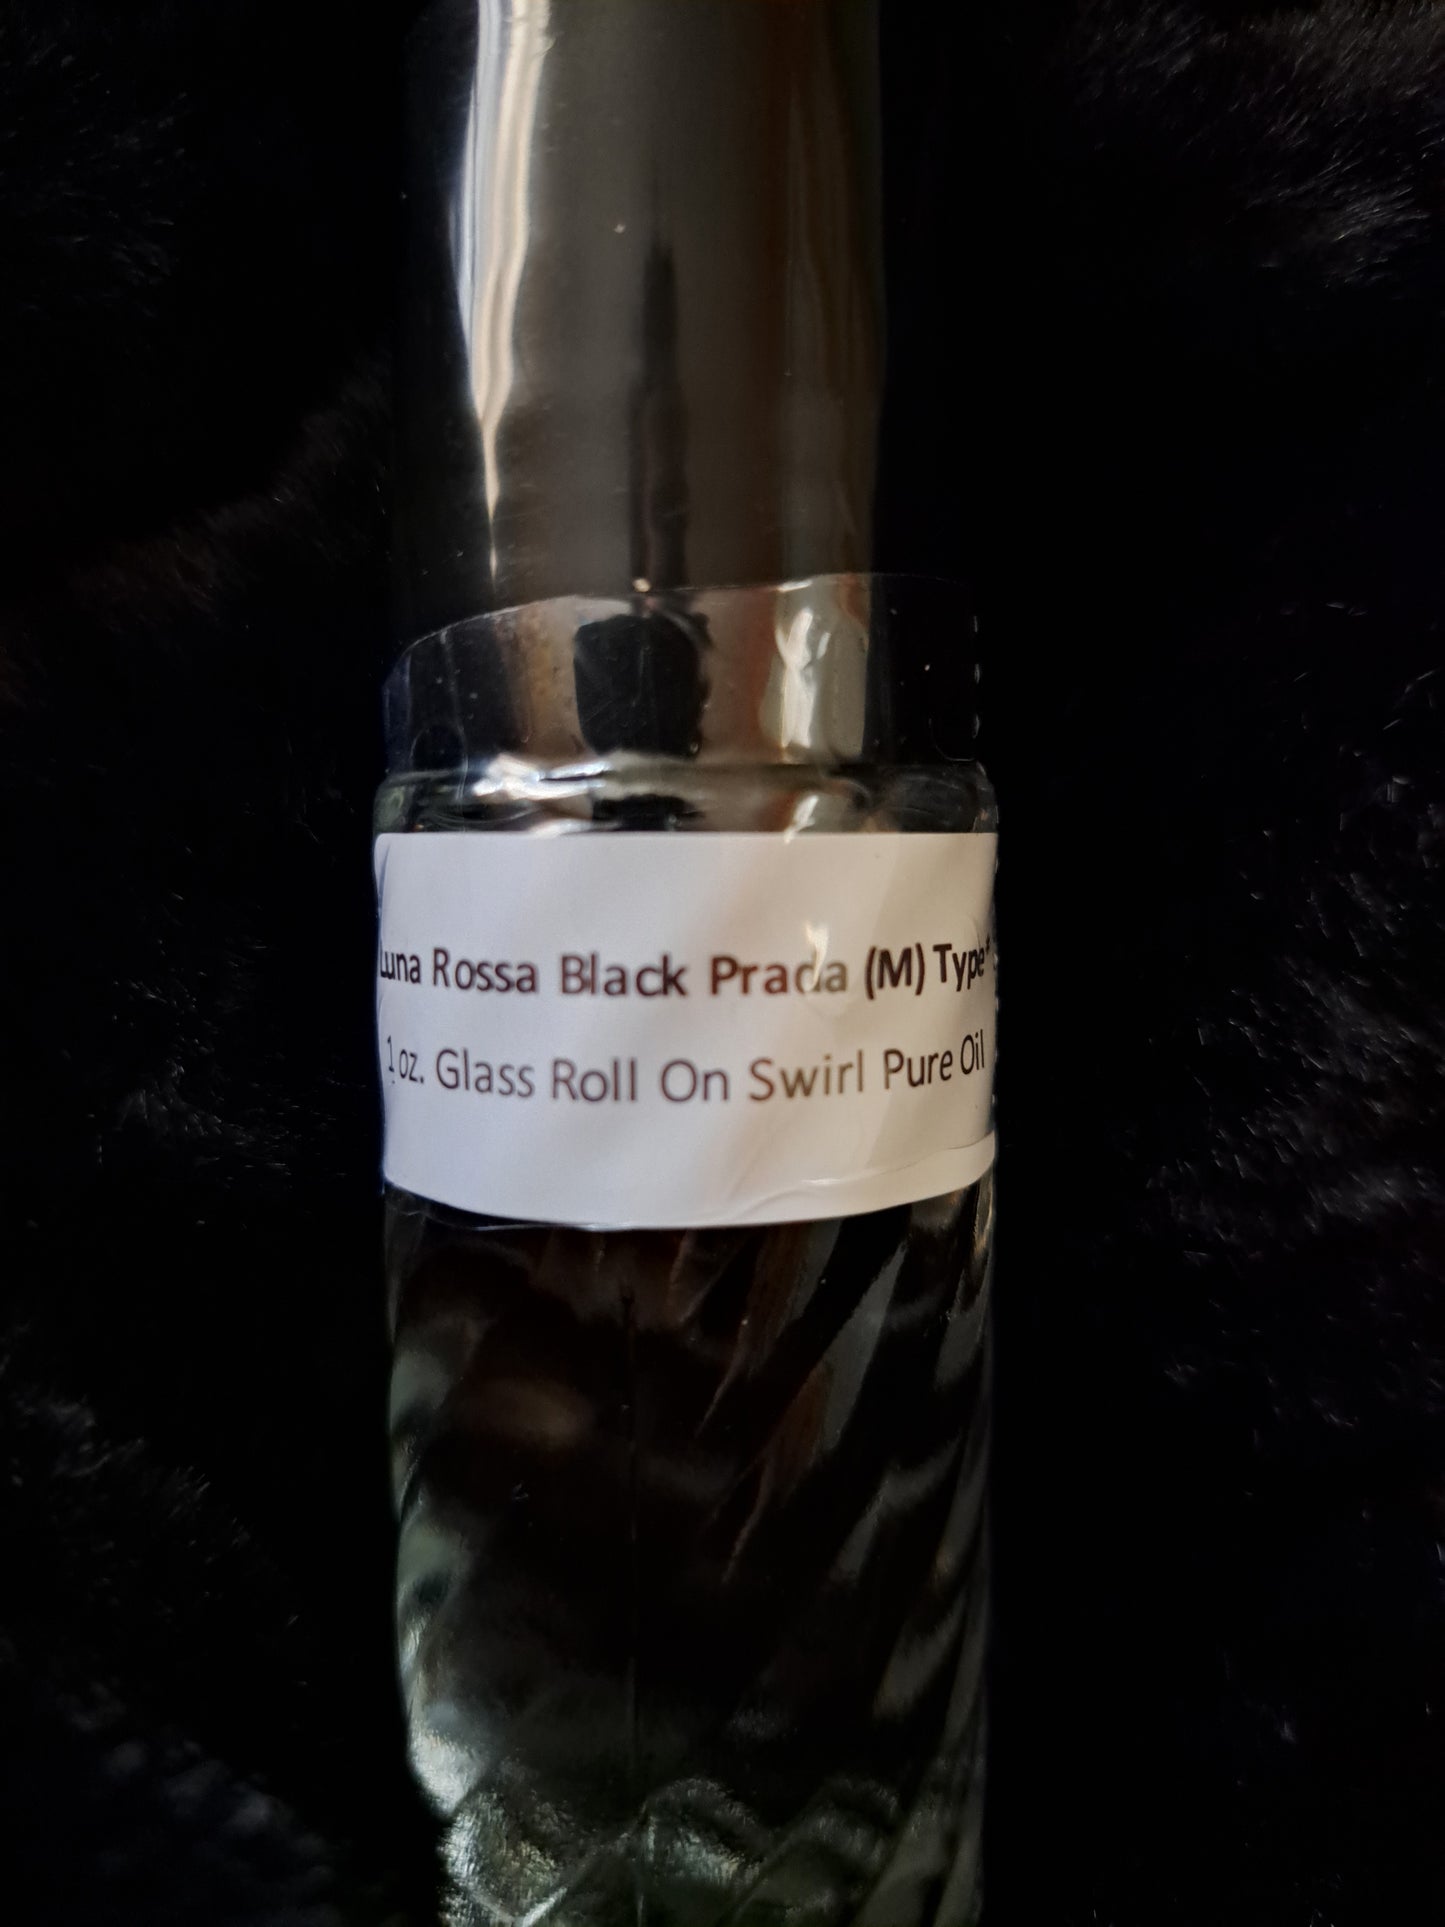 Luna Rossa Black Prada (M) Type*
1 oz. Glass Roll On Swirl Pure Oil